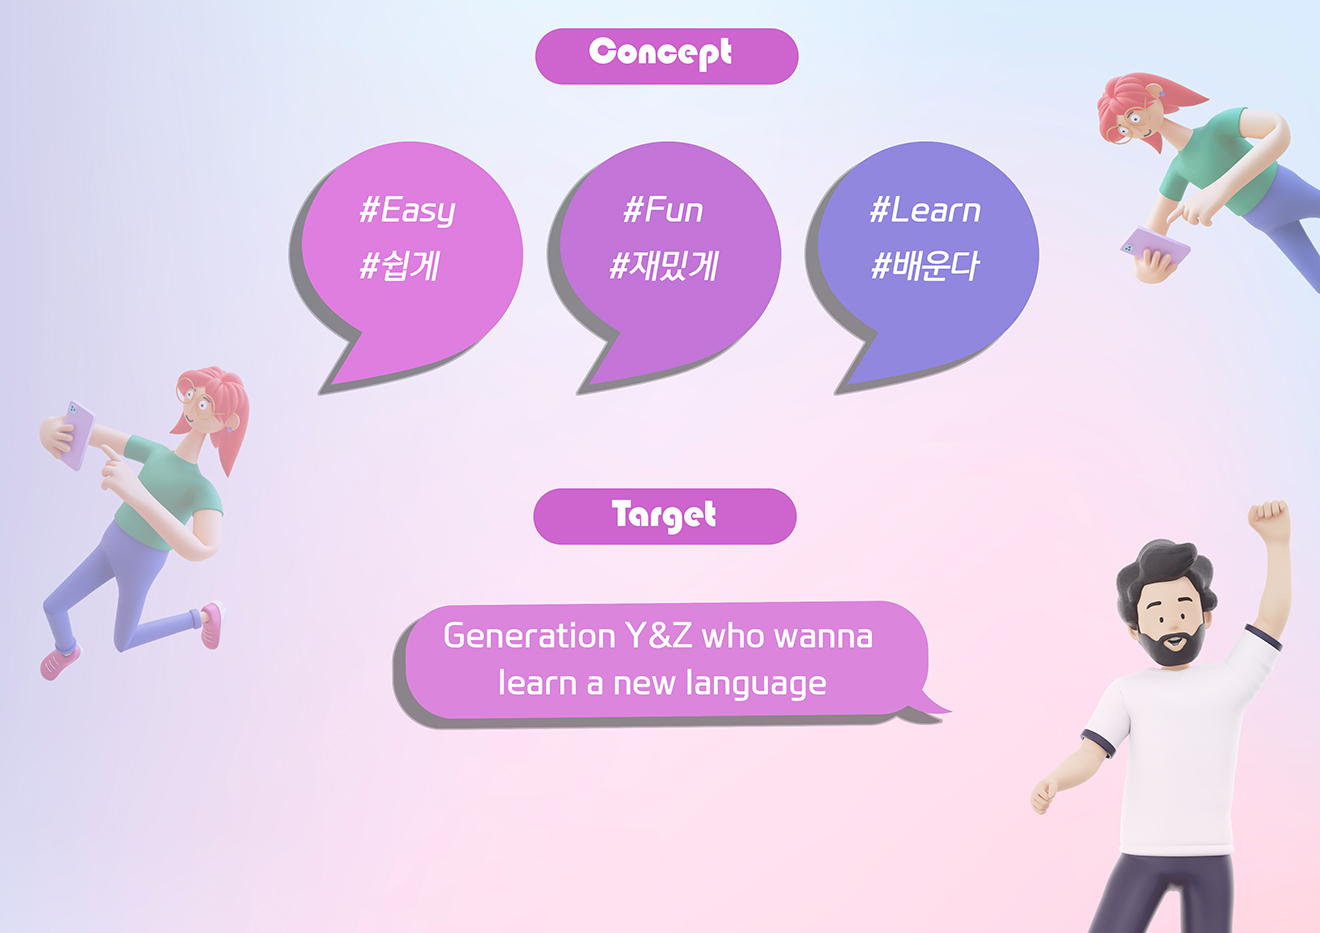 Concept
#Easy
#쉽게
#Fun
#재밌게
#Learn
#배운다
Target
Generation Y&Z who wanna
learn a new language